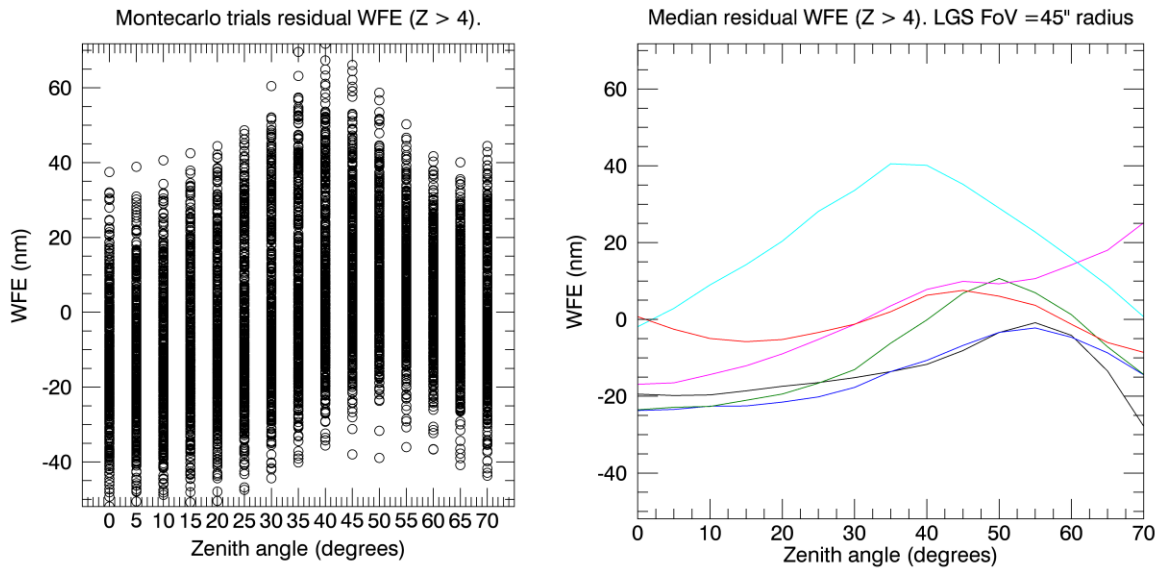 Montecarlo trials residual WFE (Z > 4).
WFE (nm)
60
40
20
0
-20
-40
0 5 10 15 20 25 30 35 40 45 50 55 60 65 70
Zenith angle (degrees)
Median residual WFE (Z > 4). LGS FoV =45" radius
WFE (nm)
60
40
20
0
-20
-40
0 10 20 30 40 50 60 70
Zenith angle (degrees)